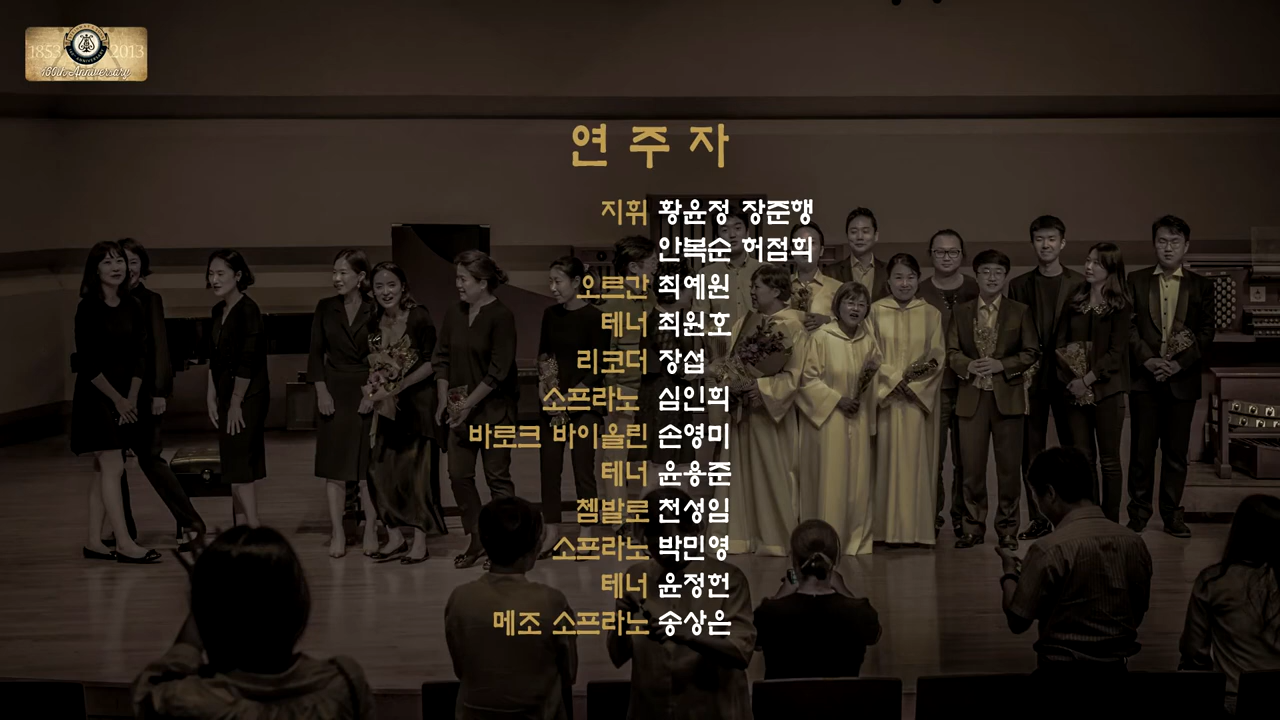 1853 2013
160th Anniversary
연 주 자
지휘 황윤정 장준행
안복순 허점희
오르간 최예원
테너 최원호
리코더 장섭
소프라노 심인희
바로크 바이올린 손영미
테너 윤용준
쳄발로 천성임
소프라노 박민영
테너 윤정헌
메조 소프라노 송상은